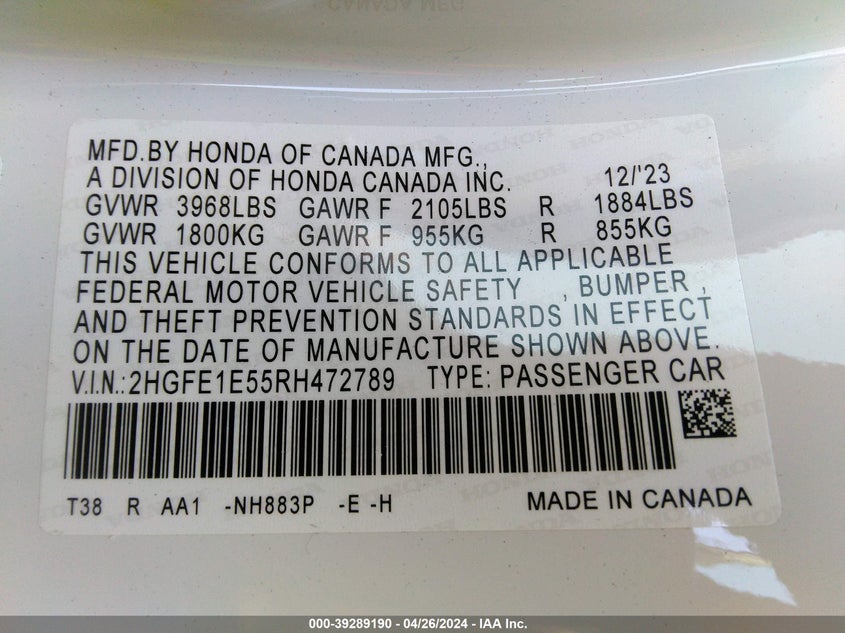 MFD.BY HONDA OF CANADA MFG.,
A DIVISION OF HONDA CANADA INC. 12/'23
GVWR 3968LBS GAWR F 2105LBS R 1884LBS
GVWR 1800KG GAWR F 955KG R 855KG
THIS VEHICLE CONFORMS TO ALL APPLICABLE
FEDERAL MOTOR VEHICLE SAFETY , BUMPER ,
AND THEFT PREVENTION STANDARDS IN EFFECT
ON THE DATE OF MANUFACTURE SHOWN ABOVE.
V.I.N.:2HGFE1E55RH472789 TYPE: PASSENGER CAR
T38 R AA1 -NH883P -E -H MADE IN CANADA
000-39289190 - 04/26/2024 - IAA Inc.